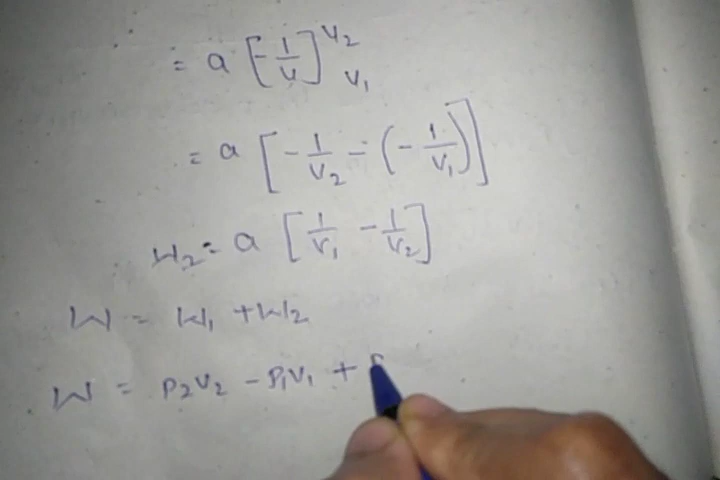 = a [-1/v]v₂ v₁
= a [-1/v₂ - (-1/v₁)]
W₂ = a [1/v₁ - 1/v₂]
W = W₁ + W₂
W = P₂V₂ - P₁V₁ +